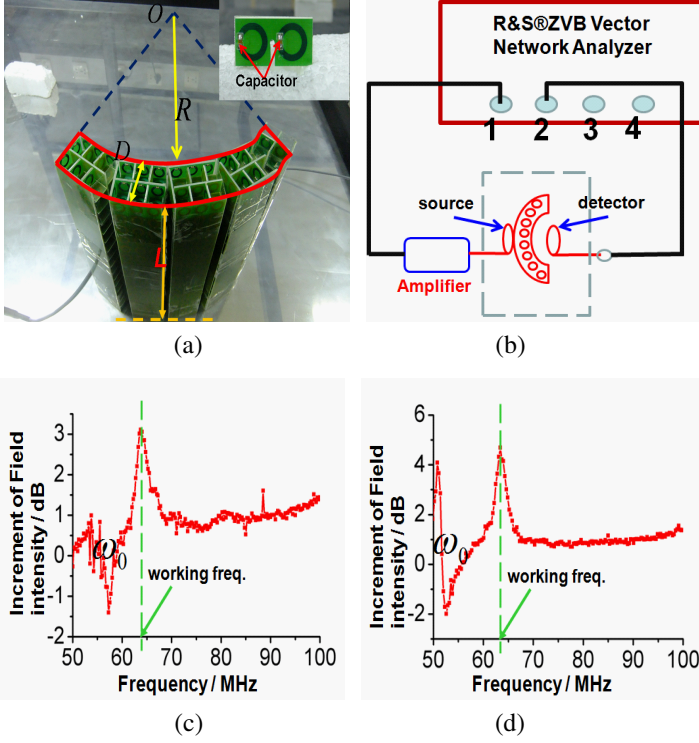 O
R
D
L
Capacitor
(a)
R&S®ZVB Vector
Network Analyzer
1 2 3 4
source
detector
Amplifier
(b)
Increment of Field
intensity / dB
3
2
1
0
-1
-2
ω0
working freq.
50 60 70 80 90 100
Frequency / MHz
(c)
Increment of Field
intensity / dB
6
4
2
0
-2
ω0
working freq.
50 60 70 80 90 100
Frequency / MHz
(d)